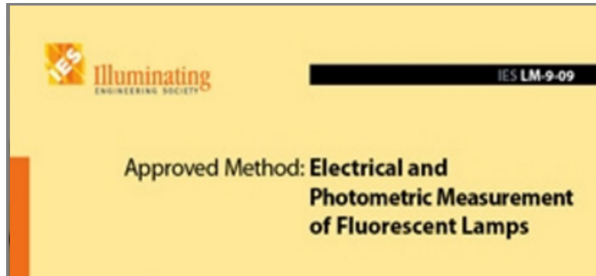 IES
Illuminating
ENGINEERING SOCIETY
IES LM-9-09
Approved Method: Electrical and
Photometric Measurement
of Fluorescent Lamps